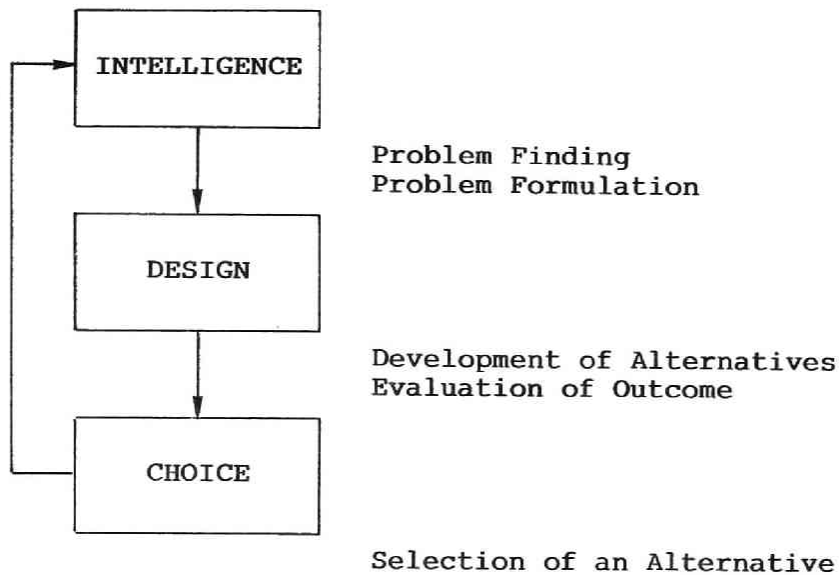 INTELLIGENCE
Problem Finding
Problem Formulation
DESIGN
Development of Alternatives
Evaluation of Outcome
CHOICE
Selection of an Alternative